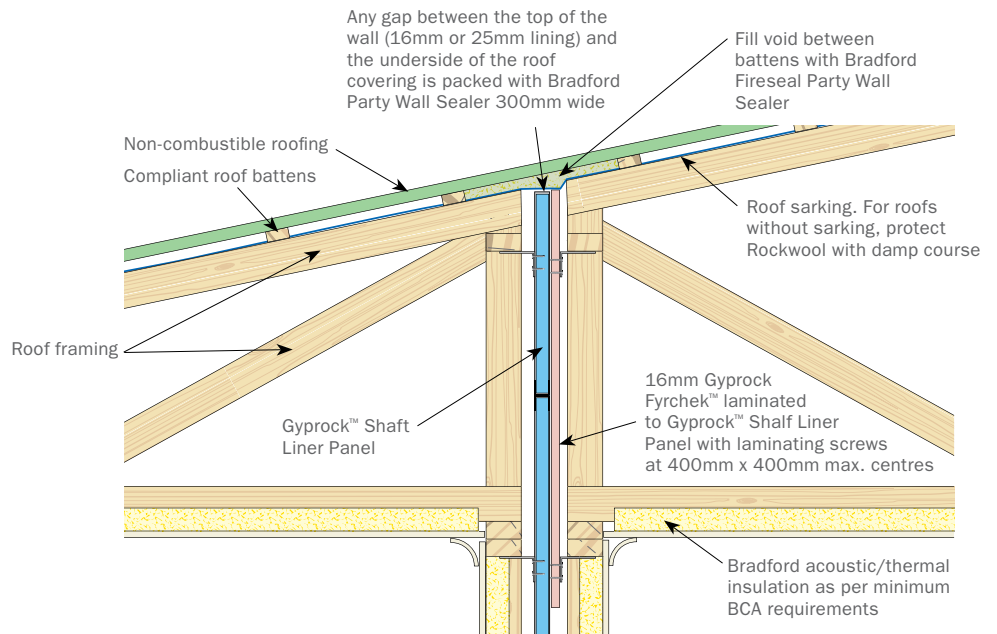 Any gap between the top of the
wall (16mm or 25mm lining) and
the underside of the roof
covering is packed with Bradford
Party Wall Sealer 300mm wide
Fill void between
battens with Bradford
Fireseal Party Wall
Sealer
Non-combustible roofing
Compliant roof battens
Roof sarking. For roofs
without sarking, protect
Rockwool with damp course
Roof framing
16mm Gyprock
Fyrchek™ laminated
to Gyprock™ Shalf Liner
Panel with laminating screws
at 400mm x 400mm max. centres
Gyprock™ Shaft
Liner Panel
Bradford acoustic/thermal
insulation as per minimum
BCA requirements